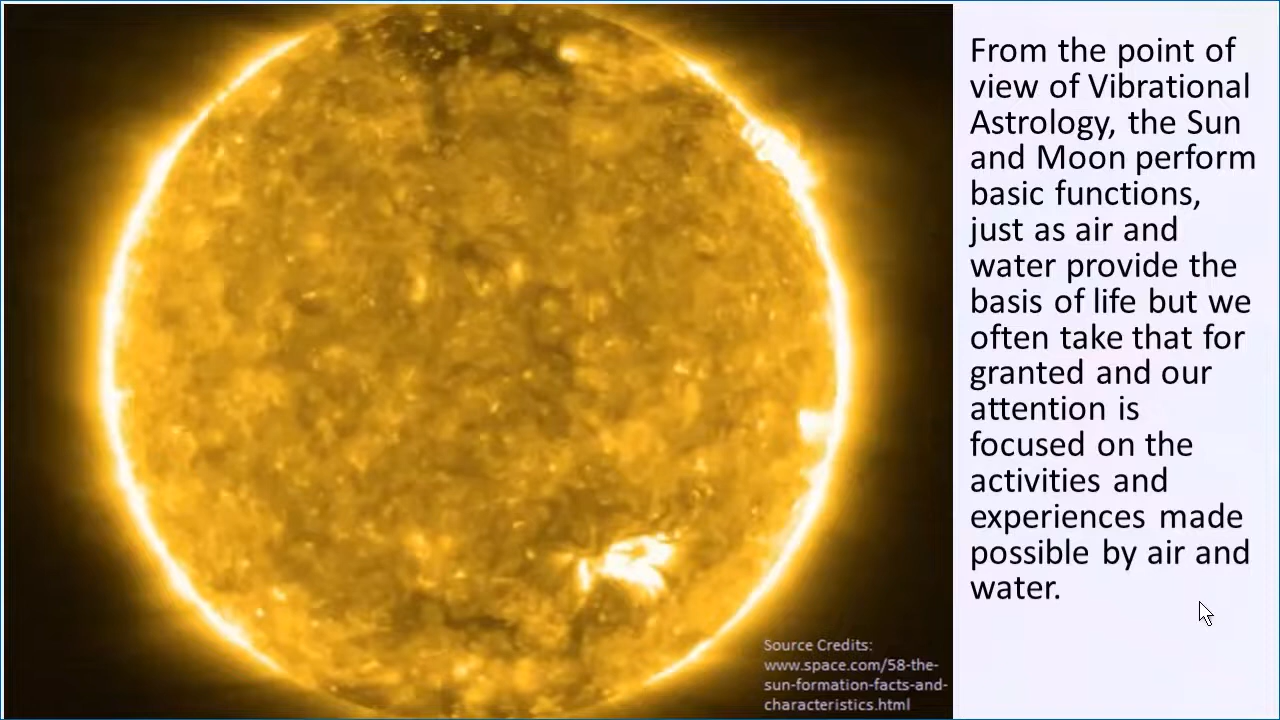 From the point of
view of Vibrational
Astrology, the Sun
and Moon perform
basic functions,
just as air and
water provide the
basis of life but we
often take that for
granted and our
attention is
focused on the
activities and
experiences made
possible by air and
water.
Source Credits:
www.space.com/58-the-
sun-formation-facts-and-
characteristics.html